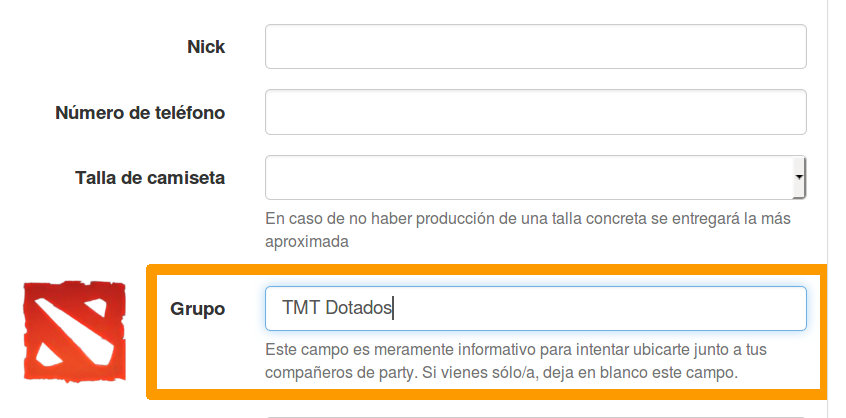 Nick
Número de teléfono
Talla de camiseta
En caso de no haber producción de una talla concreta se entregará la más
aproximada
Grupo
TMT Dotados
Este campo es meramente informativo para intentar ubicarte junto a tus
compañeros de party. Si vienes sólo/a, deja en blanco este campo.